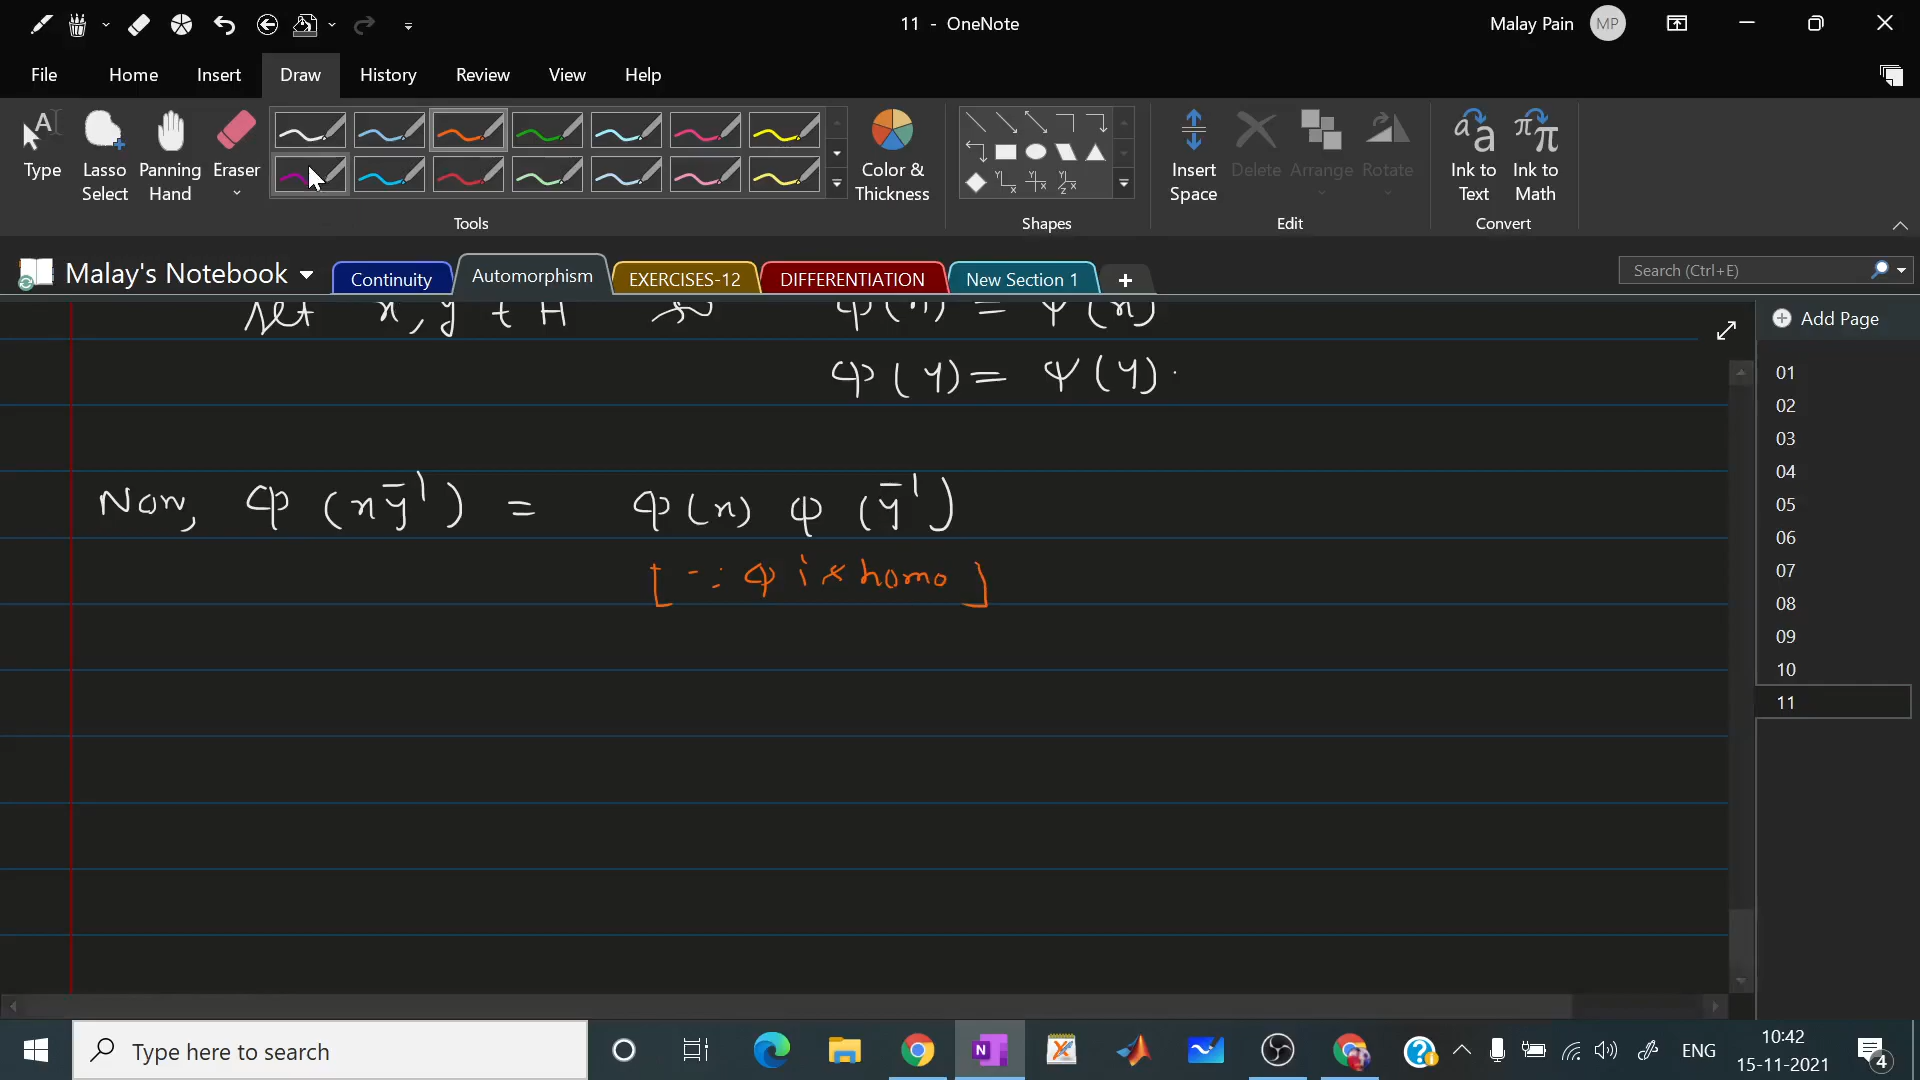 11 - OneNote
Malay Pain MP
File Home Insert Draw History Review View Help
Type
Lasso Select
Panning Hand
Eraser
Color & Thickness
Insert Space
Delete
Arrange
Rotate
Ink to Text
Ink to Math
Tools
Shapes
Edit
Convert
Malay's Notebook
Continuity
Automorphism
EXERCISES-12
DIFFERENTIATION
New Section 1
Search (Ctrl+E)
Add Page
01
02
03
04
05
06
07
08
09
10
11
Let x, y ∈ H so φ(x) = ψ(x)
φ(y) = ψ(y).
Now, φ(xy⁻¹) = φ(x) φ(y⁻¹)
[∵ φ is homo]
Type here to search
ENG
10:42
15-11-2021
4